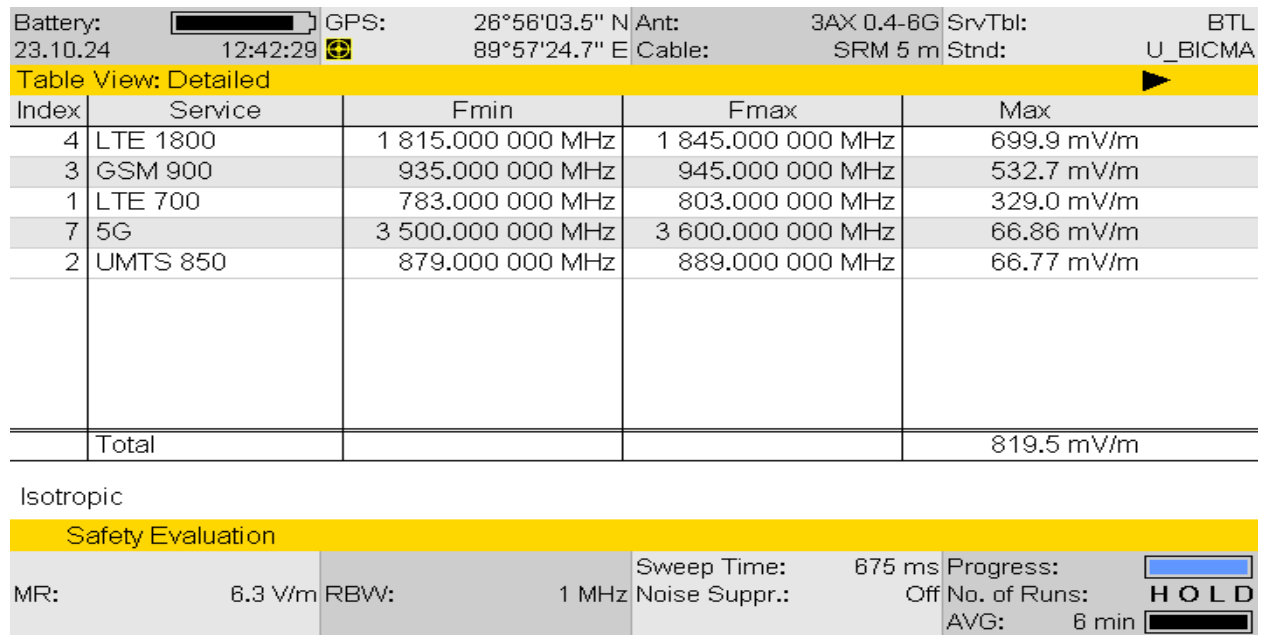 Battery: GPS: 26°56'03.5" N Ant: 3AX 0.4-6G SrvTbl: BTL
23.10.24 12:42:29 89°57'24.7" E Cable: SRM 5 m Stnd: U_BICMA
Table View: Detailed
Index Service Fmin Fmax Max
4 LTE 1800 1 815.000 000 MHz 1 845.000 000 MHz 699.9 mV/m
3 GSM 900 935.000 000 MHz 945.000 000 MHz 532.7 mV/m
1 LTE 700 783.000 000 MHz 803.000 000 MHz 329.0 mV/m
7 5G 3 500.000 000 MHz 3 600.000 000 MHz 66.86 mV/m
2 UMTS 850 879.000 000 MHz 889.000 000 MHz 66.77 mV/m
Total 819.5 mV/m
Isotropic
Safety Evaluation
Sweep Time: 675 ms Progress:
MR: 6.3 V/m RBW: 1 MHz Noise Suppr.: Off No. of Runs: HOLD
AVG: 6 min